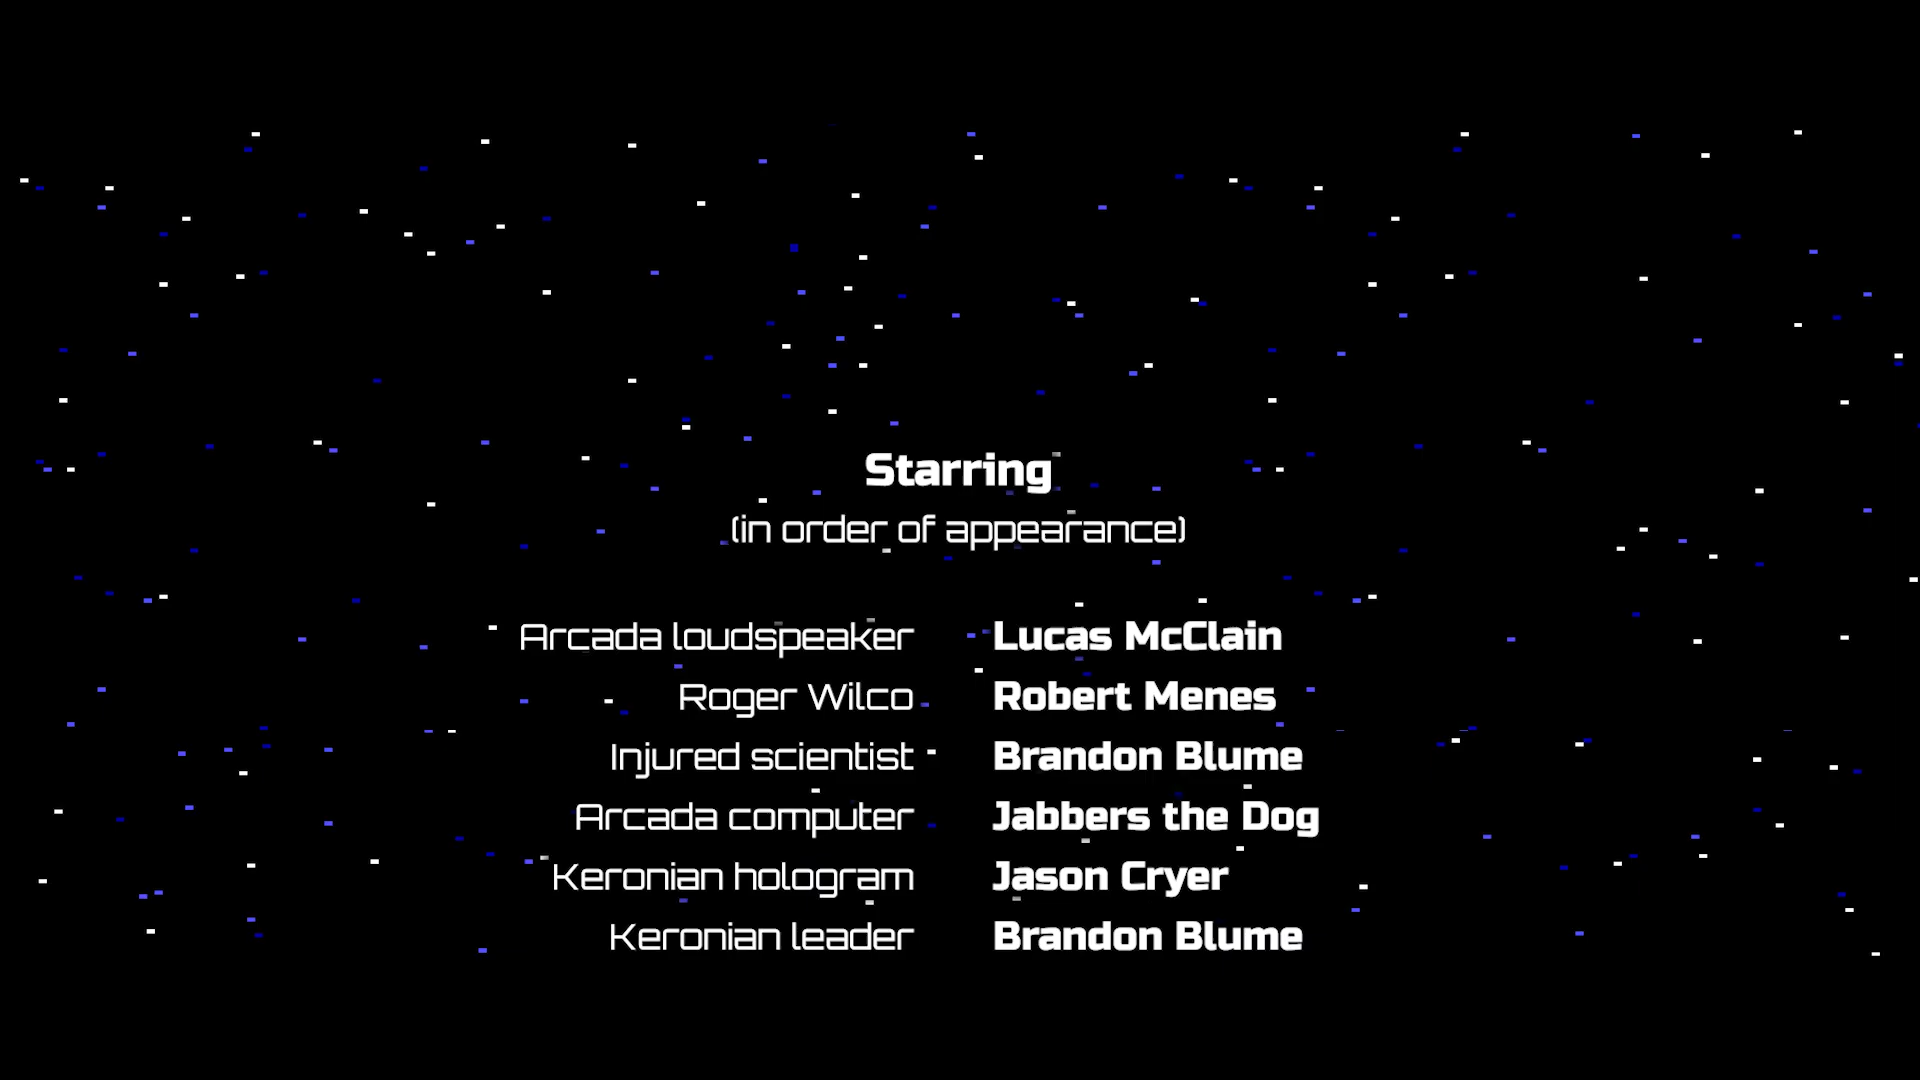 Starring
(in order of appearance)
Arcada loudspeaker Lucas McClain
Roger Wilco Robert Menes
Injured scientist Brandon Blume
Arcada computer Jabbers the Dog
Keronian hologram Jason Cryer
Keronian leader Brandon Blume